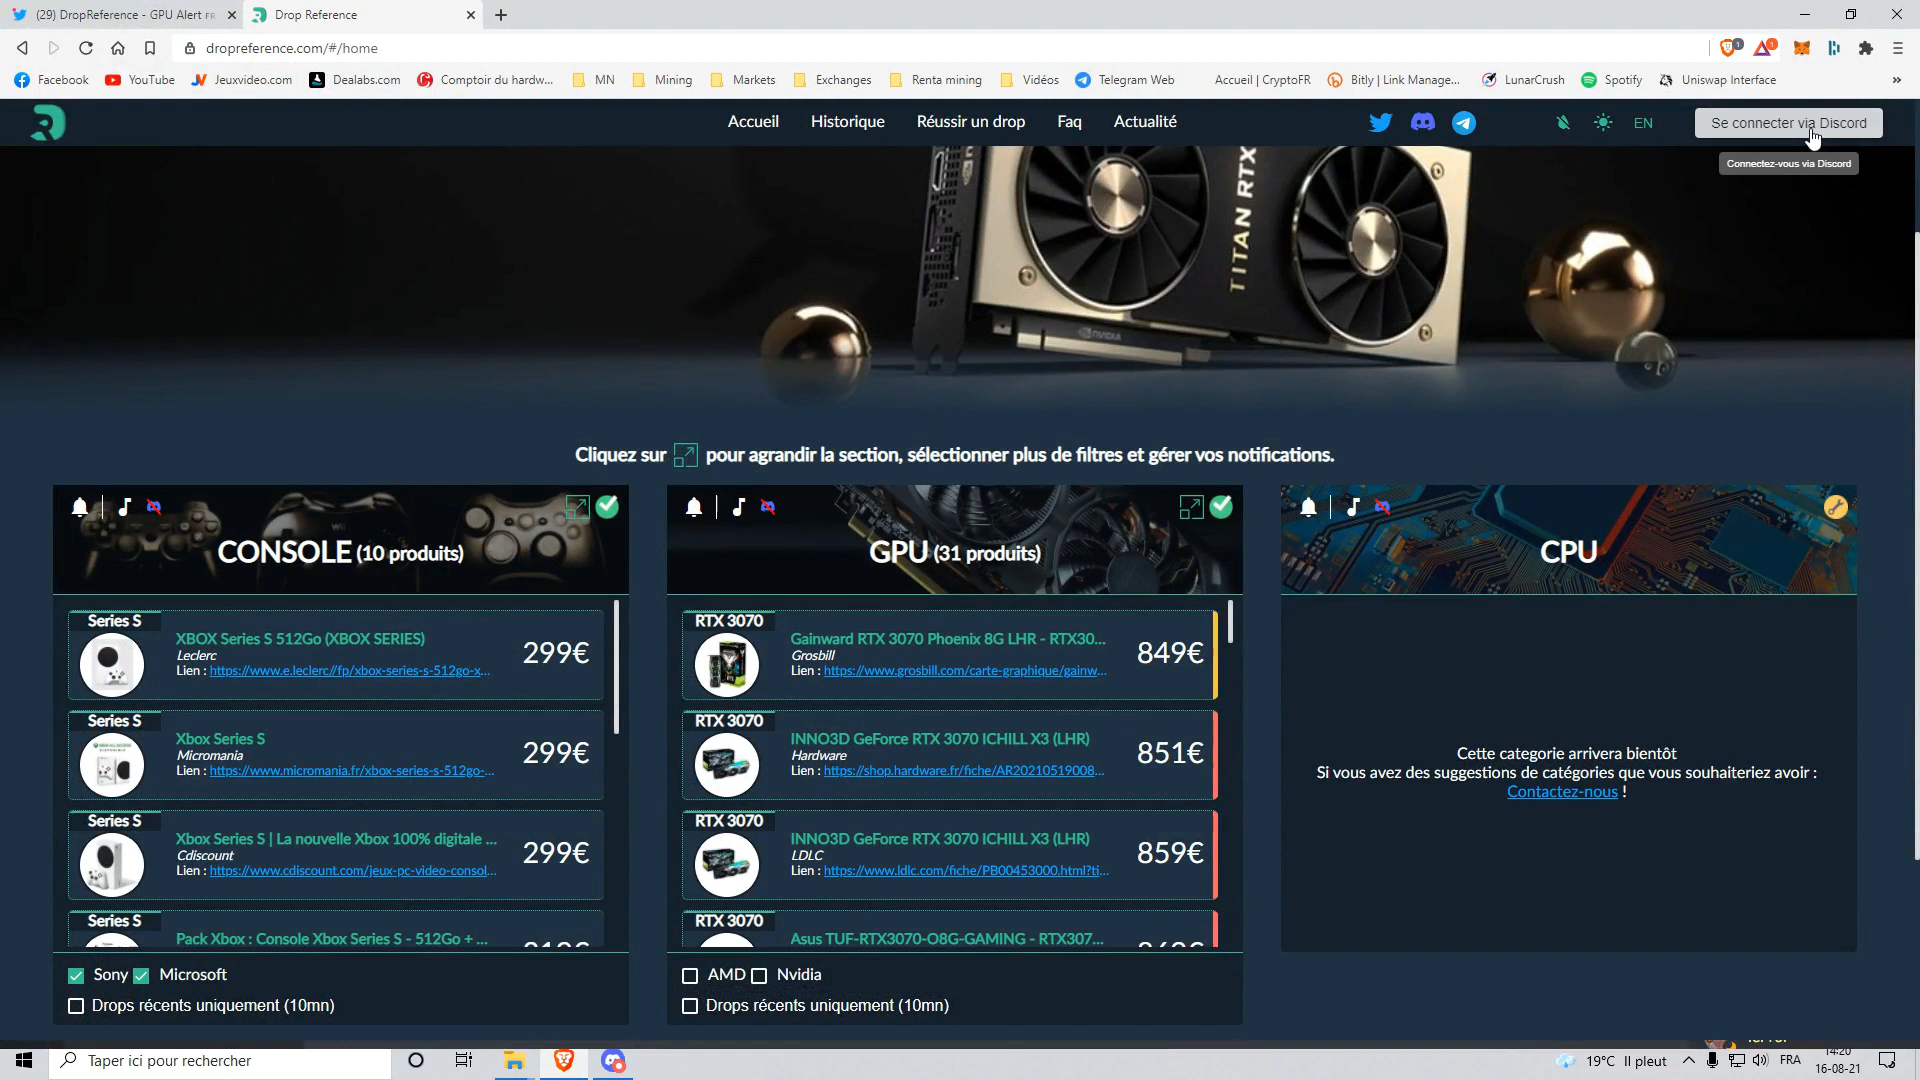 (29) DropReference - GPU Alert FR
Drop Reference
dropreference.com/#/home
Facebook
YouTube
Jeuxvideo.com
Dealabs.com
Comptoir du hardw...
MN
Mining
Markets
Exchanges
Renta mining
Vidéos
Telegram Web
Accueil | CryptoFR
Bitly | Link Manage...
LunarCrush
Spotify
Uniswap Interface
»
Accueil
Historique
Réussir un drop
Faq
Actualité
EN
Se connecter via Discord
Connectez-vous via Discord
TITAN RTX
NVIDIA
Cliquez sur pour agrandir la section, sélectionner plus de filtres et gérer vos notifications.
CONSOLE (10 produits)
Series S
XBOX Series S 512Go (XBOX SERIES)
Leclerc
Lien : https://www.e.leclerc//fp/xbox-series-s-512go-x...
299€
Series S
Xbox Series S
Micromania
Lien : https://www.micromania.fr/xbox-series-s-512go-...
299€
Series S
Xbox Series S | La nouvelle Xbox 100% digitale ...
Cdiscount
Lien : https://www.cdiscount.com/jeux-pc-video-consol...
299€
Series S
Pack Xbox : Console Xbox Series S - 512Go + ...
Sony
Microsoft
Drops récents uniquement (10mn)
GPU (31 produits)
RTX 3070
Gainward RTX 3070 Phoenix 8G LHR - RTX30...
Grosbill
Lien : https://www.grosbill.com/carte-graphique/gainw...
849€
RTX 3070
INNO3D GeForce RTX 3070 ICHILL X3 (LHR)
Hardware
Lien : https://shop.hardware.fr/fiche/AR20210519008...
851€
RTX 3070
INNO3D GeForce RTX 3070 ICHILL X3 (LHR)
LDLC
Lien : https://www.ldlc.com/fiche/PB00453000.html?ti...
859€
RTX 3070
Asus TUF-RTX3070-O8G-GAMING - RTX307...
AMD
Nvidia
Drops récents uniquement (10mn)
CPU
Cette categorie arrivera bientôt
Si vous avez des suggestions de catégories que vous souhaiteriez avoir :
Contactez-nous !
Taper ici pour rechercher
19°C Il pleut
FRA
14:20
16-08-21